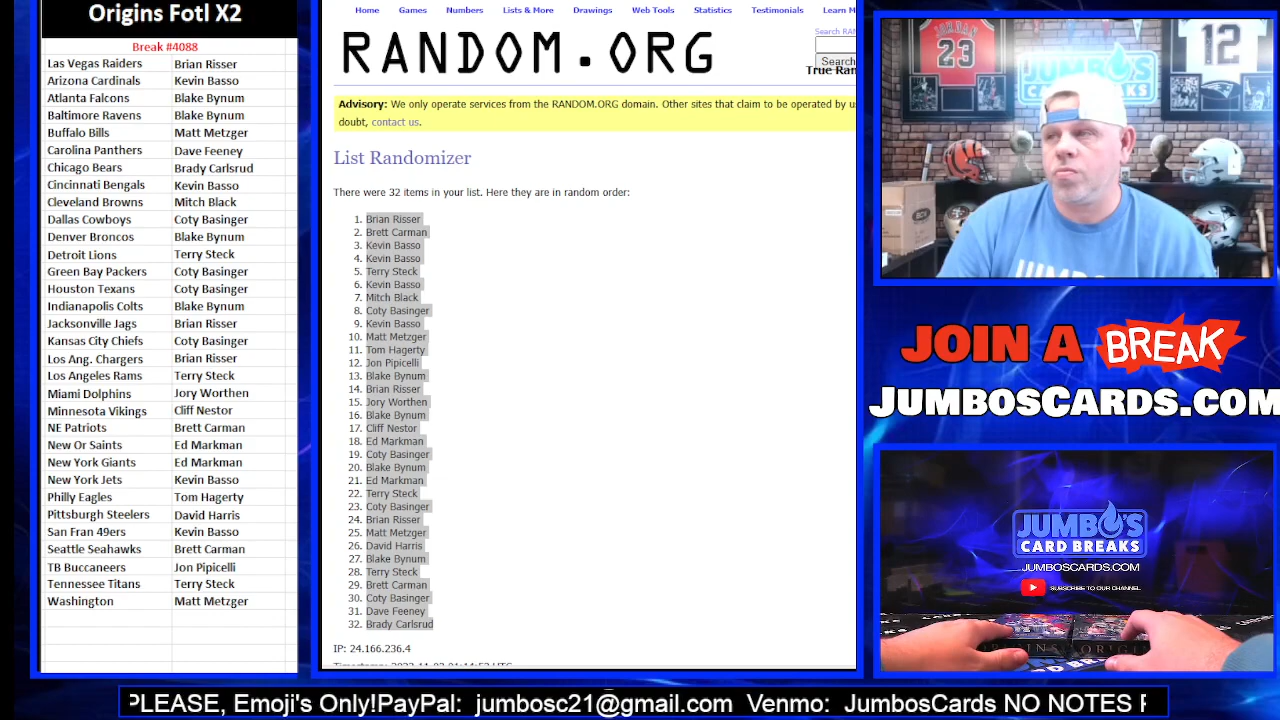 Origins Fotl X2
Break #4088
Las Vegas Raiders Brian Risser
Arizona Cardinals Kevin Basso
Atlanta Falcons Blake Bynum
Baltimore Ravens Blake Bynum
Buffalo Bills Matt Metzger
Carolina Panthers Dave Feeney
Chicago Bears Brady Carlsrud
Cincinnati Bengals Kevin Basso
Cleveland Browns Mitch Black
Dallas Cowboys Coty Basinger
Denver Broncos Blake Bynum
Detroit Lions Terry Steck
Green Bay Packers Coty Basinger
Houston Texans Coty Basinger
Indianapolis Colts Blake Bynum
Jacksonville Jags Brian Risser
Kansas City Chiefs Coty Basinger
Los Ang. Chargers Brian Risser
Los Angeles Rams Terry Steck
Miami Dolphins Jory Worthen
Minnesota Vikings Cliff Nestor
NE Patriots Brett Carman
New Or Saints Ed Markman
New York Giants Ed Markman
New York Jets Kevin Basso
Philly Eagles Tom Hagerty
Pittsburgh Steelers David Harris
San Fran 49ers Kevin Basso
Seattle Seahawks Brett Carman
TB Buccaneers Jon Pipicelli
Tennessee Titans Terry Steck
Washington Matt Metzger
Home Games Numbers Lists & More Drawings Web Tools Statistics Testimonials Learn M
Search RAN
RANDOM.ORG
Search
True Ran
Advisory: We only operate services from the RANDOM.ORG domain. Other sites that claim to be operated by us
doubt, contact us.
List Randomizer
There were 32 items in your list. Here they are in random order:
1. Brian Risser
2. Brett Carman
3. Kevin Basso
4. Kevin Basso
5. Terry Steck
6. Kevin Basso
7. Mitch Black
8. Coty Basinger
9. Kevin Basso
10. Matt Metzger
11. Tom Hagerty
12. Jon Pipicelli
13. Blake Bynum
14. Brian Risser
15. Jory Worthen
16. Blake Bynum
17. Cliff Nestor
18. Ed Markman
19. Coty Basinger
20. Blake Bynum
21. Ed Markman
22. Terry Steck
23. Coty Basinger
24. Brian Risser
25. Matt Metzger
26. David Harris
27. Blake Bynum
28. Terry Steck
29. Brett Carman
30. Coty Basinger
31. Dave Feeney
32. Brady Carlsrud
IP: 24.166.236.4
23
JUMBO'S
12
JOIN A BREAK
JUMBOSCARDS.COM
JUMBO'S
CARD BREAKS
JUMBOSCARDS.COM
SUBSCRIBE TO OUR CHANNEL
PLEASE, Emoji's Only!PayPal: jumbosc21@gmail.com Venmo: JumbosCards NO NOTES